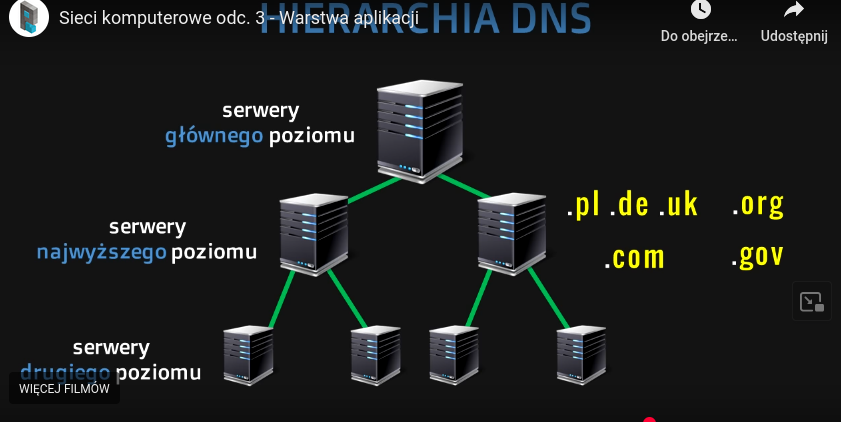 Sieci komputerowe odc. 3 - Warstwa aplikacji
HIERARCHIA DNS
Do obejrze...
Udostępnij
serwery
głównego poziomu
.pl .de .uk .org
.com .gov
serwery
najwyższego poziomu
serwery
drugiego poziomu
WIĘCEJ FILMÓW